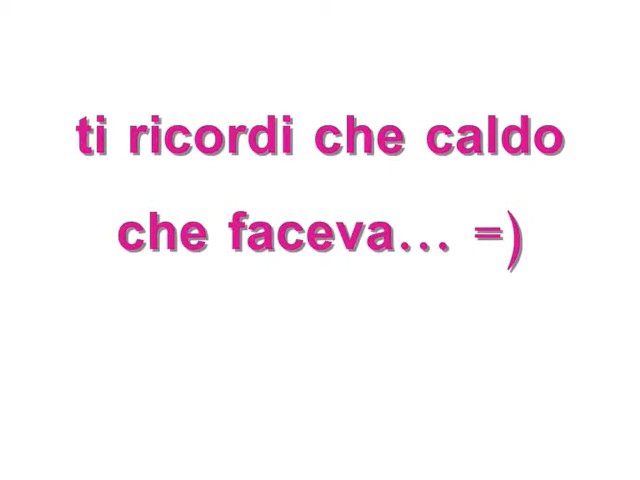 ti ricordi che caldo
che faceva... =)